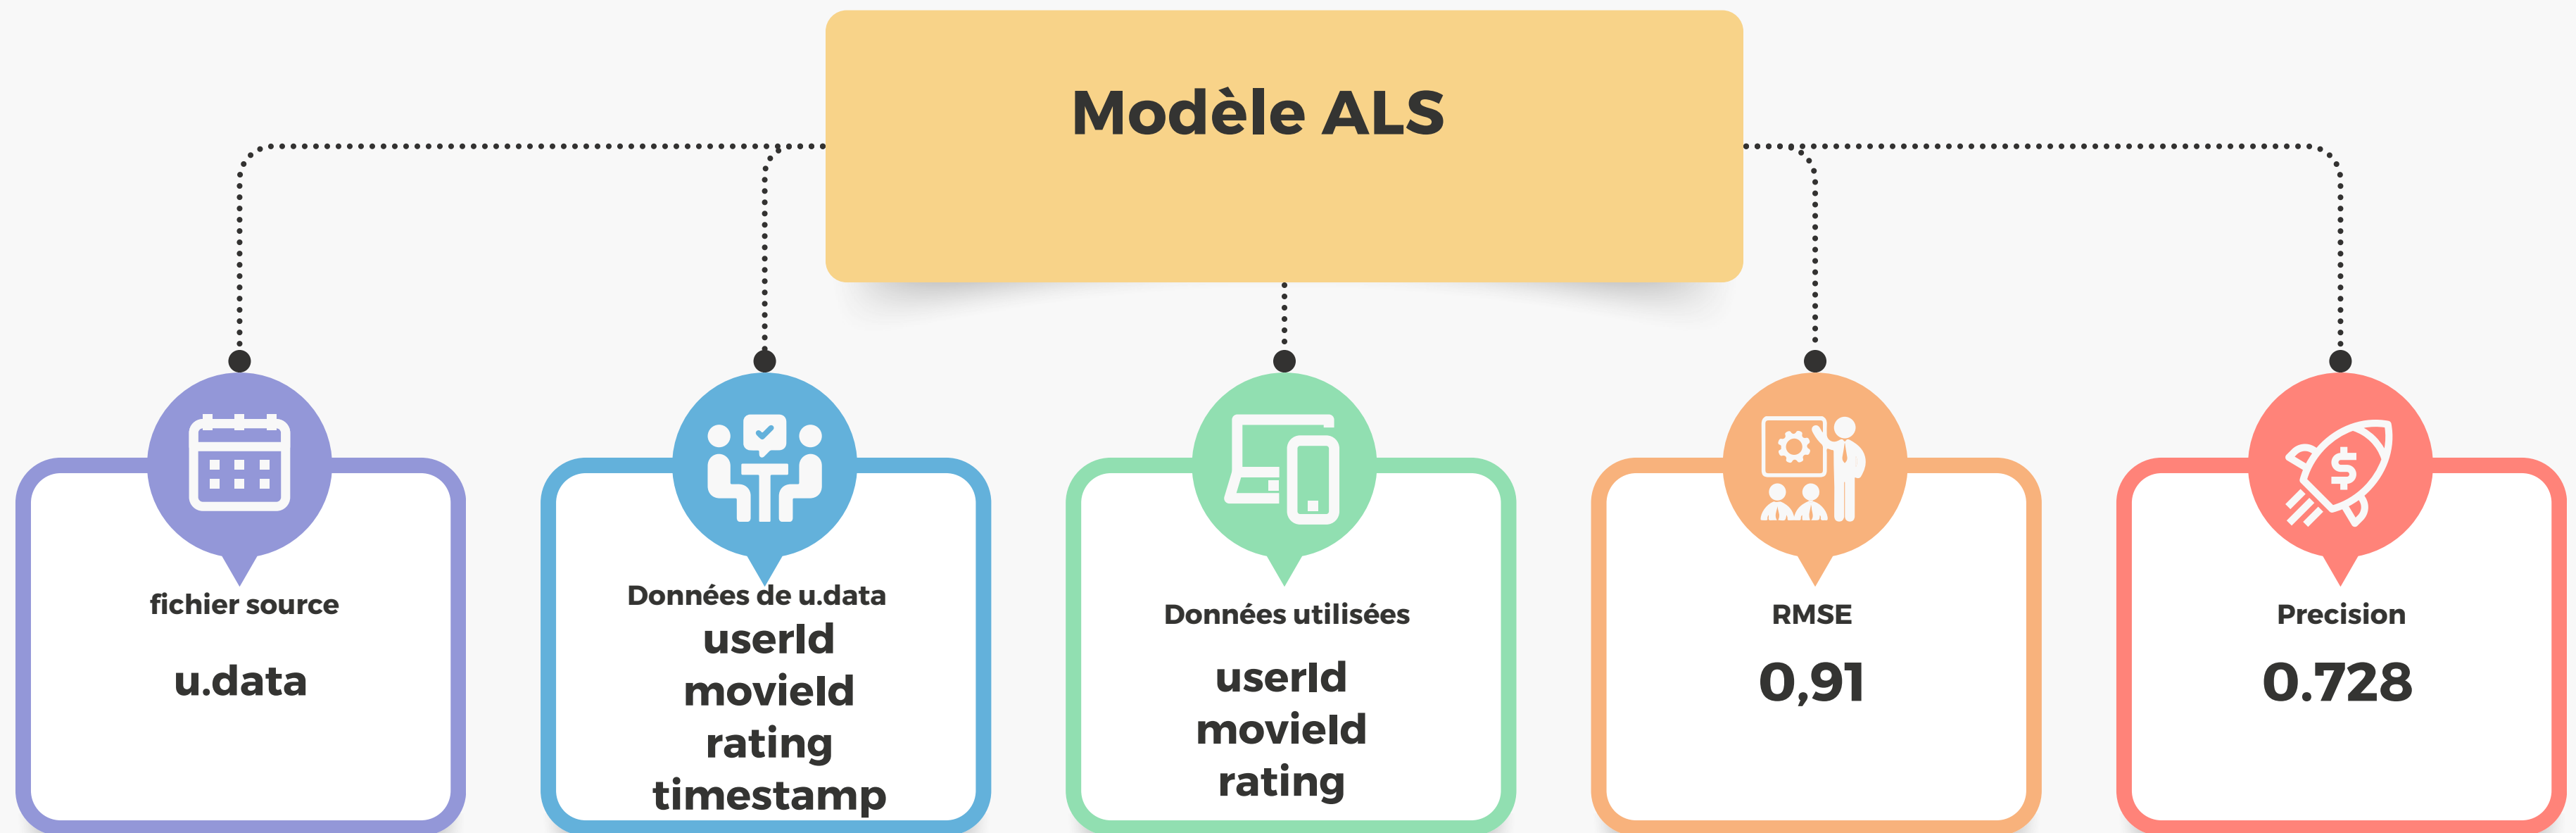 Modèle ALS
fichier source
u.data
Données de u.data
userId
movieId
rating
timestamp
Données utilisées
userId
movieId
rating
RMSE
0,91
Precision
0.728